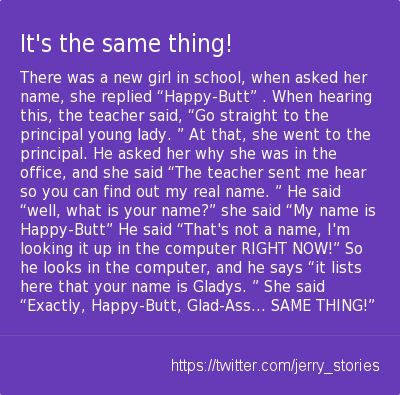 It's the same thing!
There was a new girl in school, when asked her
name, she replied “Happy-Butt” . When hearing
this, the teacher said, “Go straight to the
principal young lady. ” At that, she went to the
principal. He asked her why she was in the
office, and she said “The teacher sent me hear
so you can find out my real name. ” He said
“well, what is your name?” she said “My name is
Happy-Butt” He said “That's not a name, I'm
looking it up in the computer RIGHT NOW!” So
he looks in the computer, and he says “it lists
here that your name is Gladys. ” She said
“Exactly, Happy-Butt, Glad-Ass... SAME THING!”
https://twitter.com/jerry_stories